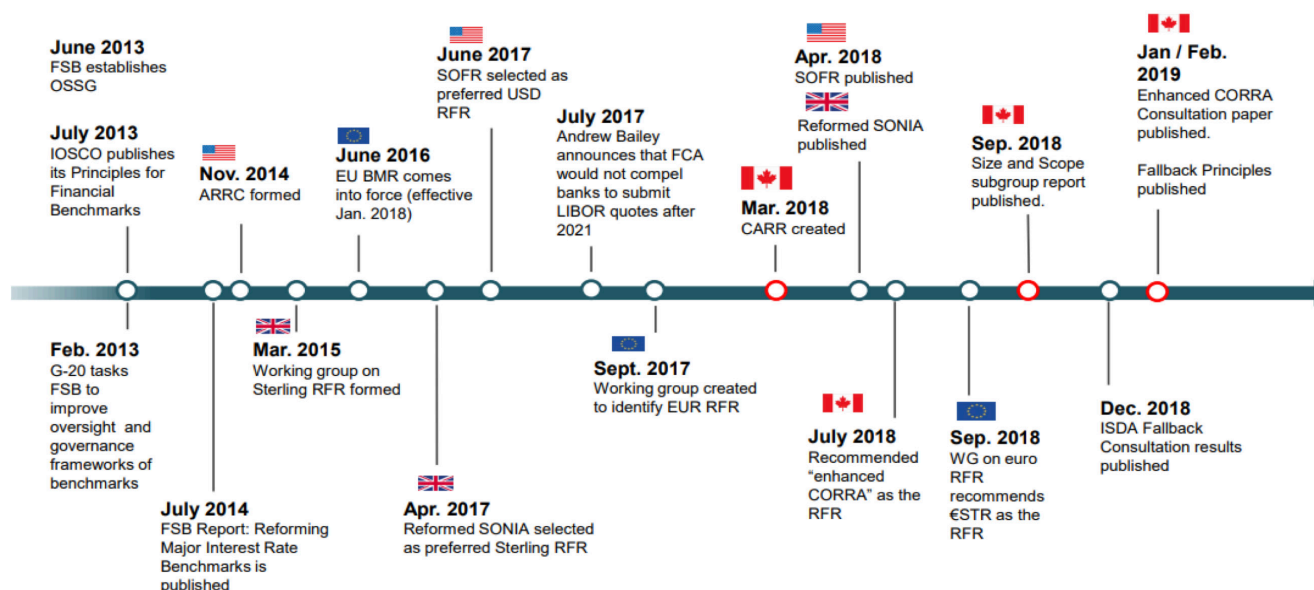 June 2013
FSB establishes
OSSG
July 2013
IOSCO publishes
its Principles for
Financial
Benchmarks
Nov. 2014
ARRC formed
June 2016
EU BMR comes
into force (effective
Jan. 2018)
June 2017
SOFR selected as
preferred USD
RFR
July 2017
Andrew Bailey
announces that FCA
would not compel
banks to submit
LIBOR quotes after
2021
Mar. 2018
CARR created
Apr. 2018
SOFR published
Reformed SONIA
published
Sep. 2018
Size and Scope
subgroup report
published.
Jan / Feb.
2019
Enhanced CORRA
Consultation paper
published.
Fallback Principles
published
Feb. 2013
G-20 tasks
FSB to
improve
oversight and
governance
frameworks of
benchmarks
July 2014
FSB Report: Reforming
Major Interest Rate
Benchmarks is
published
Mar. 2015
Working group on
Sterling RFR formed
Apr. 2017
Reformed SONIA selected
as preferred Sterling RFR
Sept. 2017
Working group created
to identify EUR RFR
July 2018
Recommended
“enhanced
CORRA” as the
RFR
Sep. 2018
WG on euro
RFR
recommends
€STR as the
RFR
Dec. 2018
ISDA Fallback
Consultation results
published